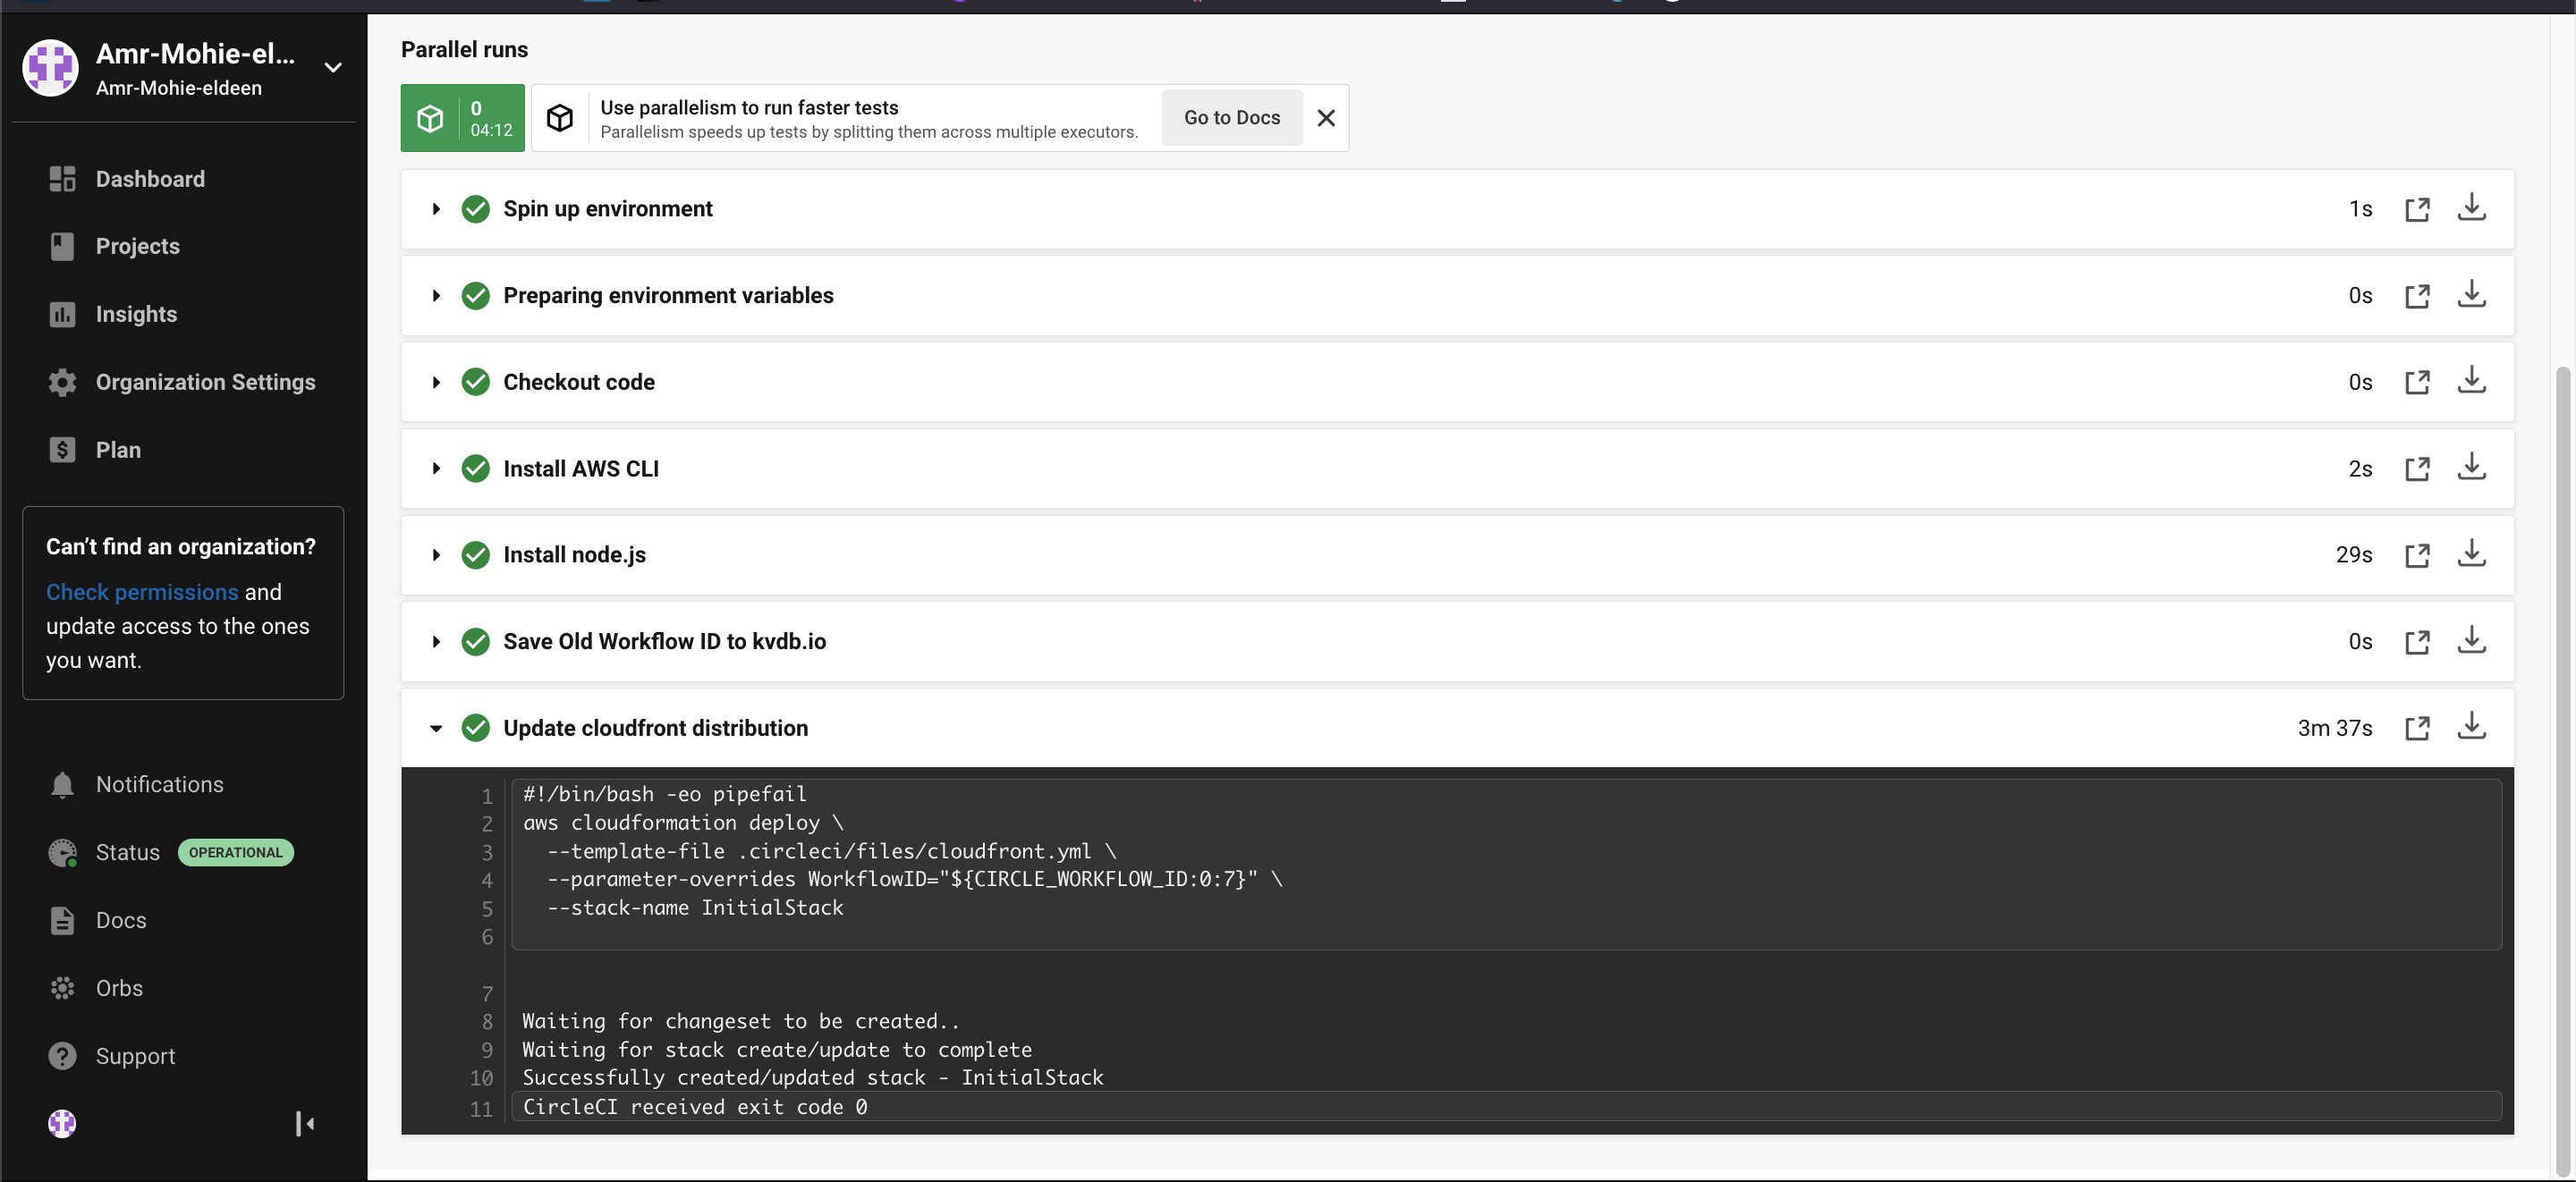 Amr-Mohie-el...
Amr-Mohie-eldeen
Dashboard
Projects
Insights
Organization Settings
Plan
Can't find an organization?
Check permissions and
update access to the ones
you want.
Notifications
Status OPERATIONAL
Docs
Orbs
Support
Parallel runs
0
04:12
Use parallelism to run faster tests
Parallelism speeds up tests by splitting them across multiple executors.
Go to Docs
Spin up environment 1s
Preparing environment variables 0s
Checkout code 0s
Install AWS CLI 2s
Install node.js 29s
Save Old Workflow ID to kvdb.io 0s
Update cloudfront distribution 3m 37s
1 #!/bin/bash -eo pipefail
2 aws cloudformation deploy \
3 --template-file .circleci/files/cloudfront.yml \
4 --parameter-overrides WorkflowID="${CIRCLE_WORKFLOW_ID:0:7}" \
5 --stack-name InitialStack
6
7
8 Waiting for changeset to be created..
9 Waiting for stack create/update to complete
10 Successfully created/updated stack - InitialStack
11 CircleCI received exit code 0